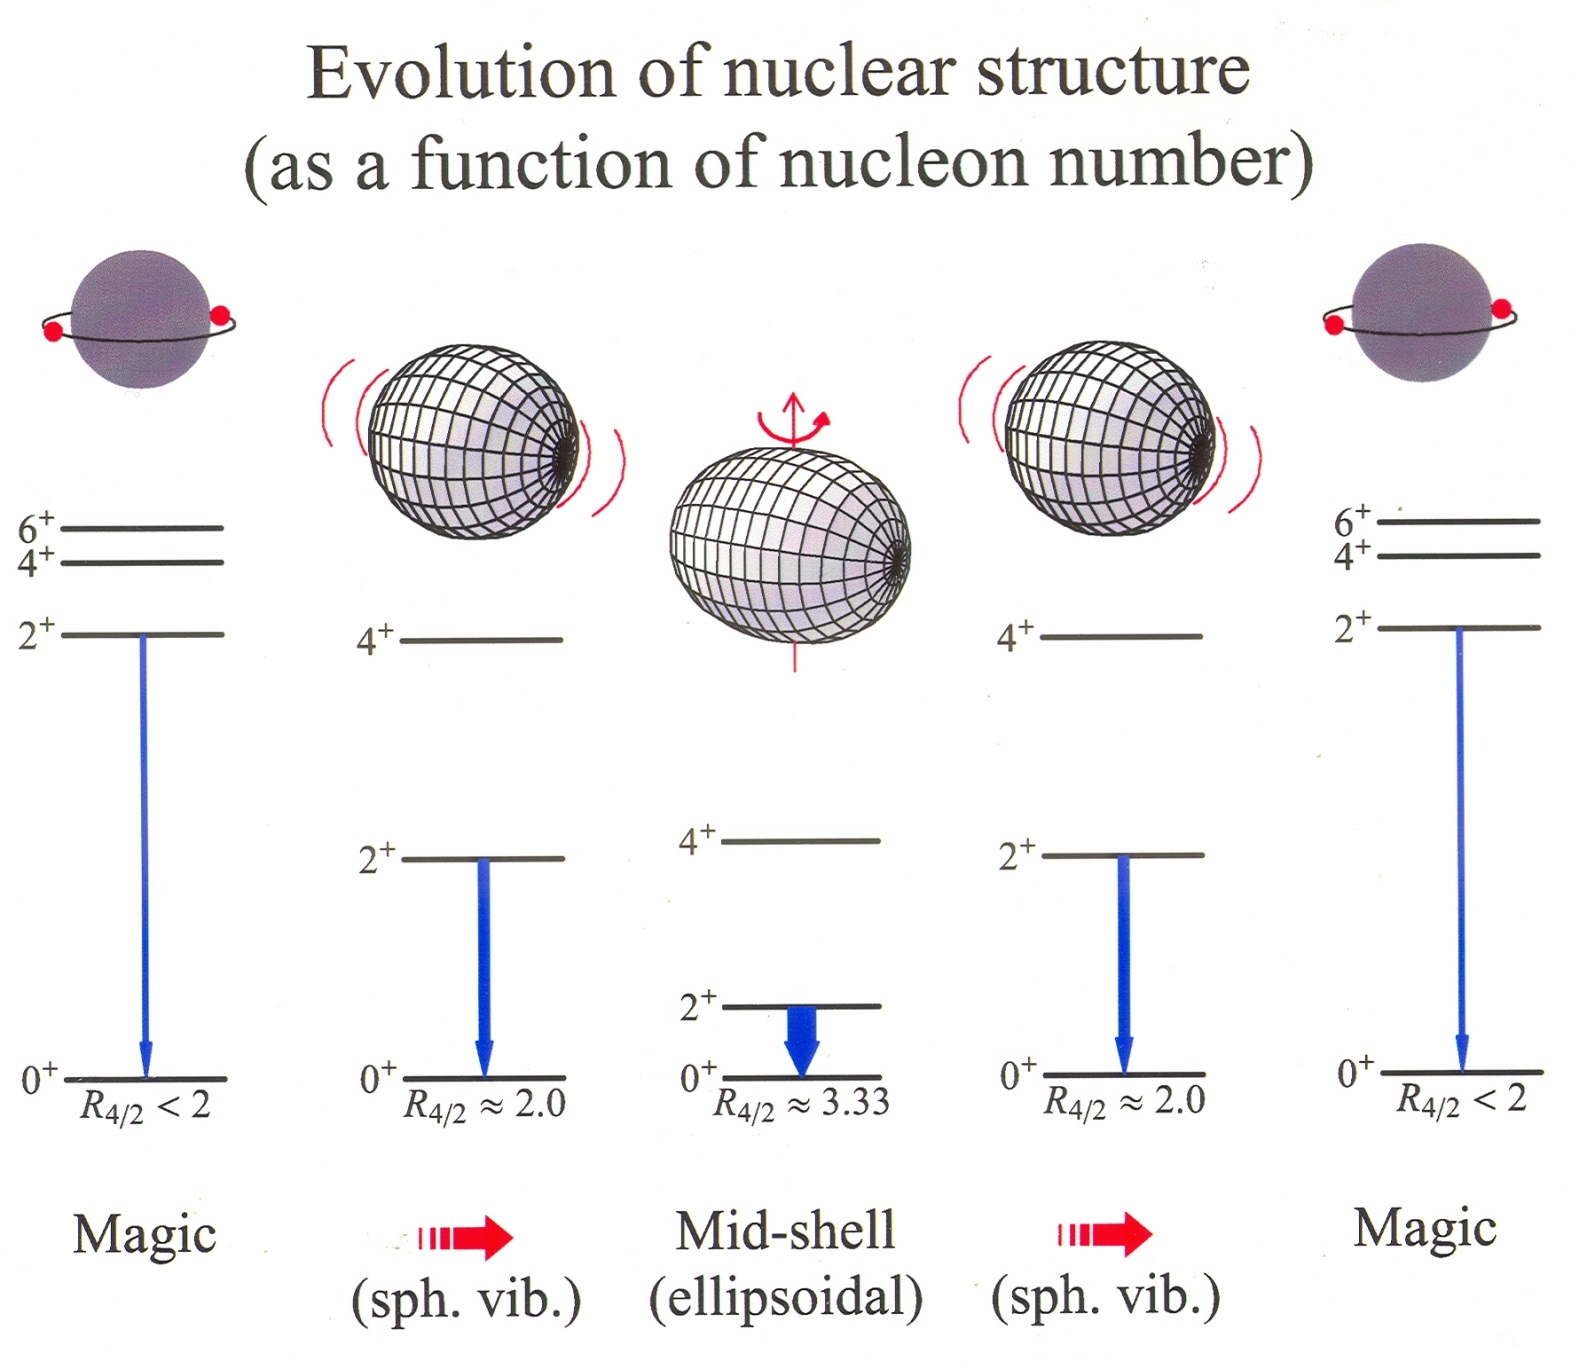 Evolution of nuclear structure
(as a function of nucleon number)
6⁺
4⁺
2⁺
0⁺
R₄/₂ < 2
4⁺
2⁺
0⁺
R₄/₂ ≈ 2.0
4⁺
2⁺
0⁺
R₄/₂ ≈ 3.33
4⁺
2⁺
0⁺
R₄/₂ ≈ 2.0
6⁺
4⁺
2⁺
0⁺
R₄/₂ < 2
Magic
(sph. vib.)
Mid-shell
(ellipsoidal)
(sph. vib.)
Magic